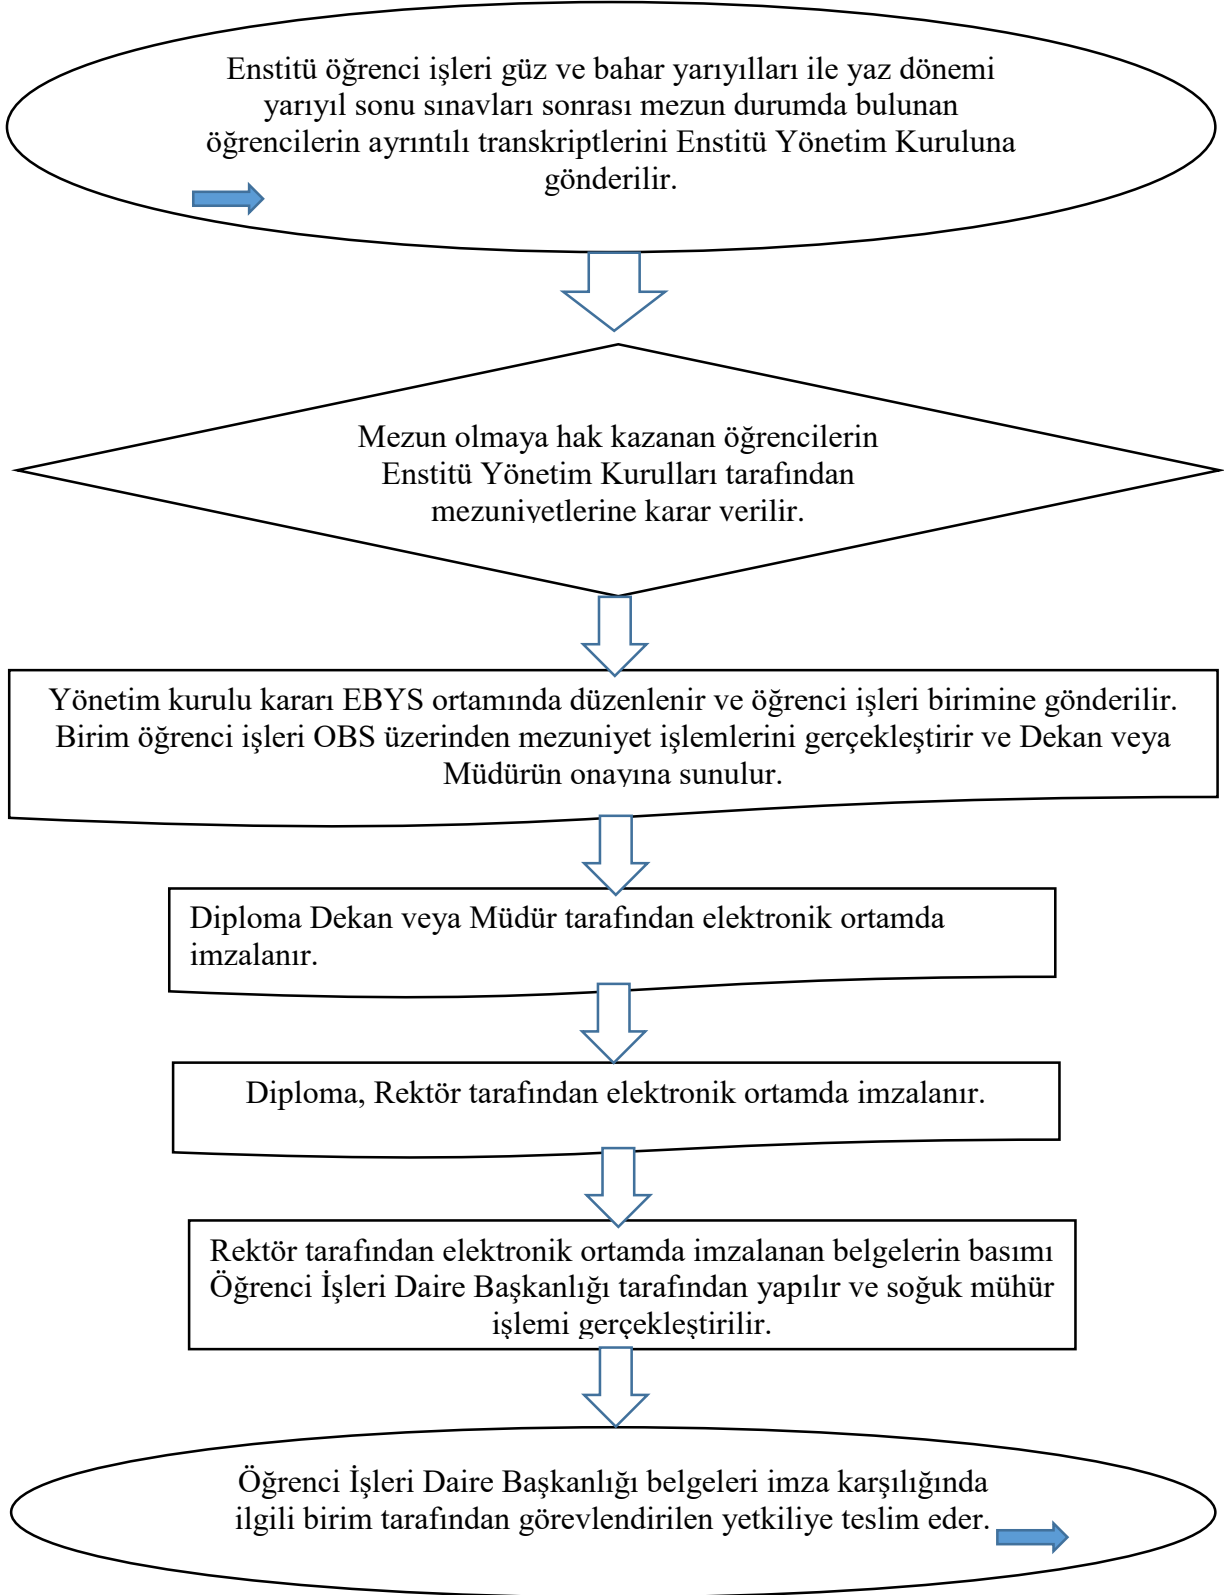 Enstitü öğrenci işleri güz ve bahar yarıyılları ile yaz dönemi
yarıyıl sonu sınavları sonrası mezun durumda bulunan
öğrencilerin ayrıntılı transkriptlerini Enstitü Yönetim Kuruluna
gönderilir.
Mezun olmaya hak kazanan öğrencilerin
Enstitü Yönetim Kurulları tarafından
mezuniyetlerine karar verilir.
Yönetim kurulu kararı EBYS ortamında düzenlenir ve öğrenci işleri birimine gönderilir.
Birim öğrenci işleri OBS üzerinden mezuniyet işlemlerini gerçekleştirir ve Dekan veya
Müdürün onayına sunulur.
Diploma Dekan veya Müdür tarafından elektronik ortamda
imzalanır.
Diploma, Rektör tarafından elektronik ortamda imzalanır.
Rektör tarafından elektronik ortamda imzalanan belgelerin basımı
Öğrenci İşleri Daire Başkanlığı tarafından yapılır ve soğuk mühür
işlemi gerçekleştirilir.
Öğrenci İşleri Daire Başkanlığı belgeleri imza karşılığında
ilgili birim tarafından görevlendirilen yetkiliye teslim eder.